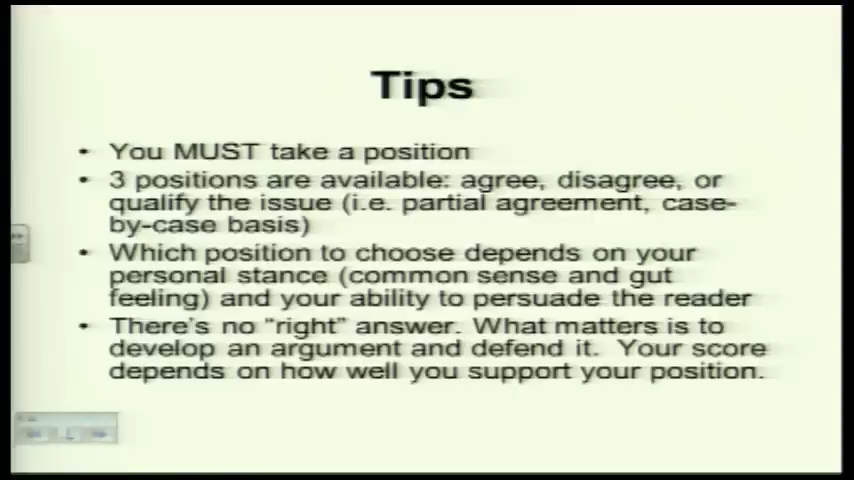 Tips
• You MUST take a position
• 3 positions are available: agree, disagree, or
qualify the issue (i.e. partial agreement, case-
by-case basis)
• Which position to choose depends on your
personal stance (common sense and gut
feeling) and your ability to persuade the reader
• There's no “right” answer. What matters is to
develop an argument and defend it. Your score
depends on how well you support your position.